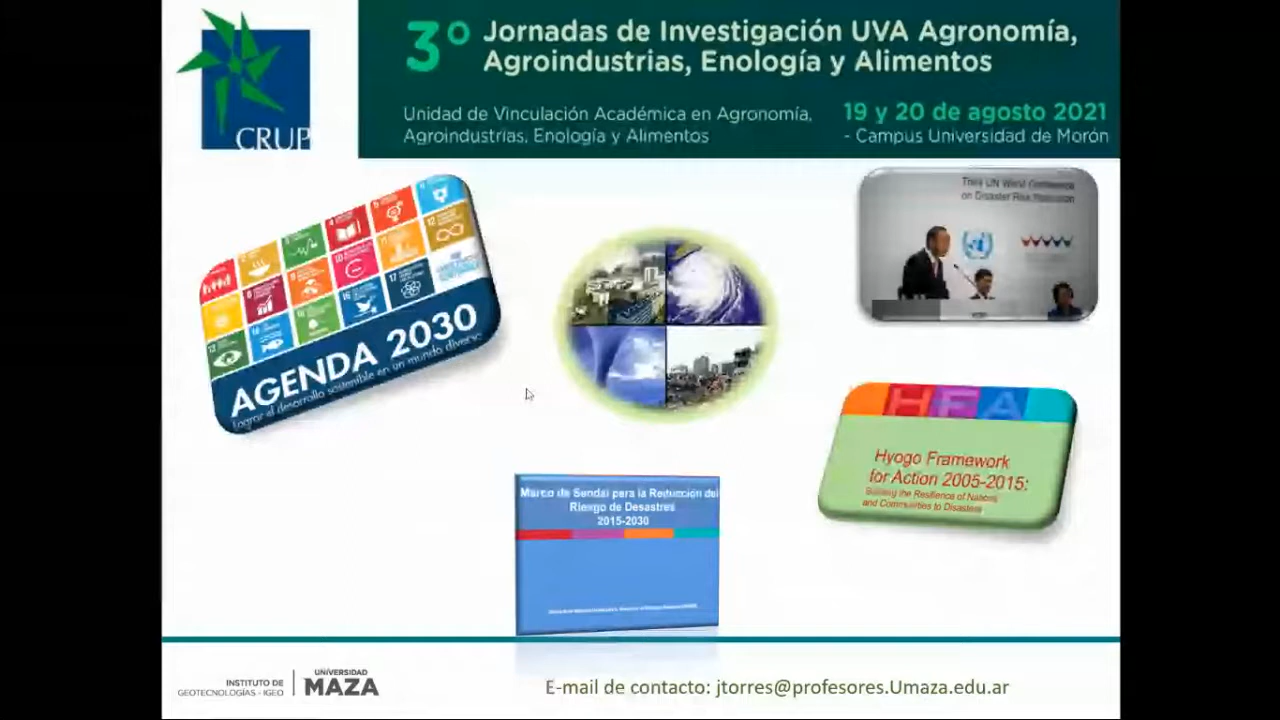 CRUP
3° Jornadas de Investigación UVA Agronomía,
Agroindustrias, Enología y Alimentos
Unidad de Vinculación Académica en Agronomía,
Agroindustrias, Enología y Alimentos
19 y 20 de agosto 2021
- Campus Universidad de Morón
AGENDA 2030
Lograr el desarrollo sostenible en un mundo diverso
Third UN World Conference
on Disaster Risk Reduction
HFA
Hyogo Framework
for Action 2005-2015:
Building the Resilience of Nations
and Communities to Disasters
Marco de Sendai para la Reducción del
Riesgo de Desastres
2015-2030
INSTITUTO DE
GEOTECNOLOGÍAS - IGEO
UNIVERSIDAD
MAZA
E-mail de contacto: jtorres@profesores.Umaza.edu.ar